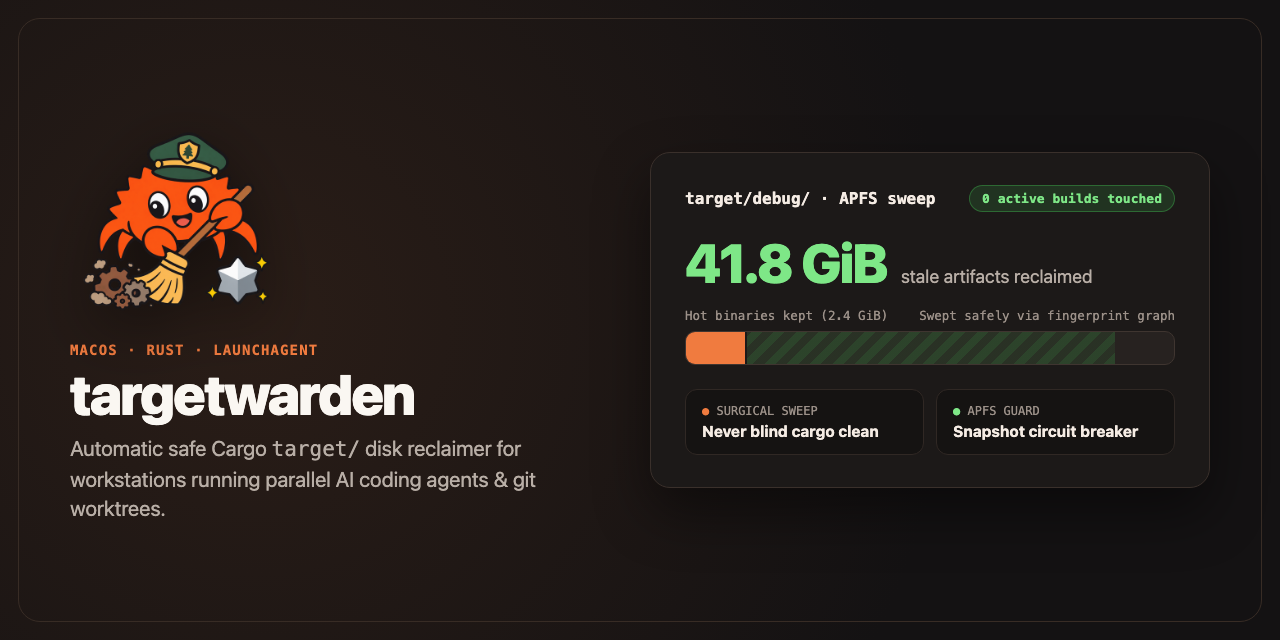 MACOS · RUST · LAUNCHAGENT
targetwarden
Automatic safe Cargo target/ disk reclaimer for
workstations running parallel AI coding agents & git
worktrees.
target/debug/ · APFS sweep
0 active builds touched
41.8 GiB stale artifacts reclaimed
Hot binaries kept (2.4 GiB)
Swept safely via fingerprint graph
SURGICAL SWEEP
Never blind cargo clean
APFS GUARD
Snapshot circuit breaker